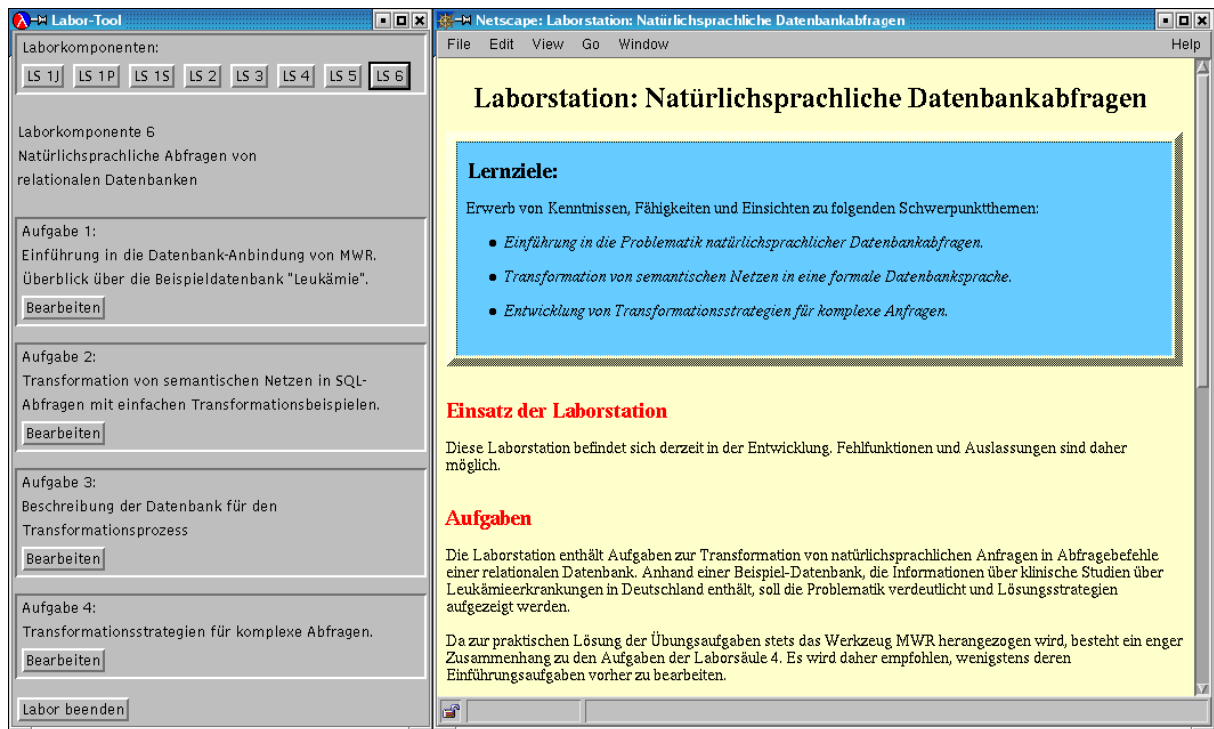 Labor-Tool
Laborkomponenten:
LS 1J LS 1P LS 1S LS 2 LS 3 LS 4 LS 5 LS 6
Laborkomponente 6
Natürlichsprachliche Abfragen von
relationalen Datenbanken
Aufgabe 1:
Einführung in die Datenbank-Anbindung von MWR.
Überblick über die Beispieldatenbank "Leukämie".
Bearbeiten
Aufgabe 2:
Transformation von semantischen Netzen in SQL-
Abfragen mit einfachen Transformationsbeispielen.
Bearbeiten
Aufgabe 3:
Beschreibung der Datenbank für den
Transformationsprozess
Bearbeiten
Aufgabe 4:
Transformationsstrategien für komplexe Abfragen.
Bearbeiten
Labor beenden
Netscape: Laborstation: Natürlichsprachliche Datenbankabfragen
File Edit View Go Window Help
Laborstation: Natürlichsprachliche Datenbankabfragen
Lernziele:
Erwerb von Kenntnissen, Fähigkeiten und Einsichten zu folgenden Schwerpunktthemen:
• Einführung in die Problematik natürlichsprachlicher Datenbankabfragen.
• Transformation von semantischen Netzen in eine formale Datenbanksprache.
• Entwicklung von Transformationsstrategien für komplexe Anfragen.
Einsatz der Laborstation
Diese Laborstation befindet sich derzeit in der Entwicklung. Fehlfunktionen und Auslassungen sind daher
möglich.
Aufgaben
Die Laborstation enthält Aufgaben zur Transformation von natürlichsprachlichen Anfragen in Abfragebefehle
einer relationalen Datenbank. Anhand einer Beispiel-Datenbank, die Informationen über klinische Studien über
Leukämieerkrankungen in Deutschland enthält, soll die Problematik verdeutlicht und Lösungsstrategien
aufgezeigt werden.
Da zur praktischen Lösung der Übungsaufgaben stets das Werkzeug MWR herangezogen wird, besteht ein enger
Zusammenhang zu den Aufgaben der Laborsäule 4. Es wird daher empfohlen, wenigstens deren
Einführungsaufgaben vorher zu bearbeiten.